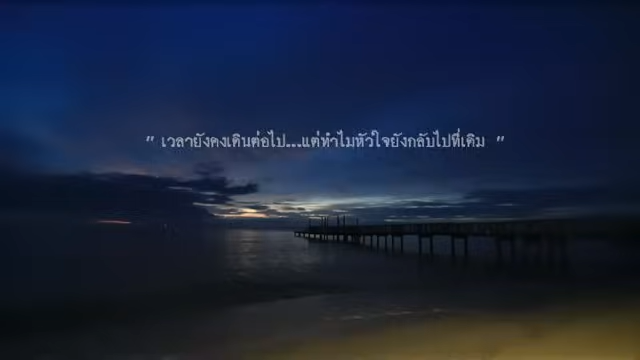 " เวลายังคงเดินต่อไป...แต่ทำไมหัวใจยังกลับไปที่เดิม "